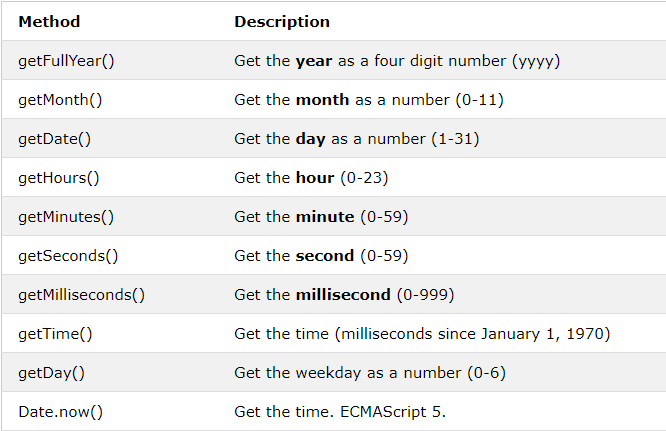 Method Description
getFullYear() Get the year as a four digit number (yyyy)
getMonth() Get the month as a number (0-11)
getDate() Get the day as a number (1-31)
getHours() Get the hour (0-23)
getMinutes() Get the minute (0-59)
getSeconds() Get the second (0-59)
getMilliseconds() Get the millisecond (0-999)
getTime() Get the time (milliseconds since January 1, 1970)
getDay() Get the weekday as a number (0-6)
Date.now() Get the time. ECMAScript 5.